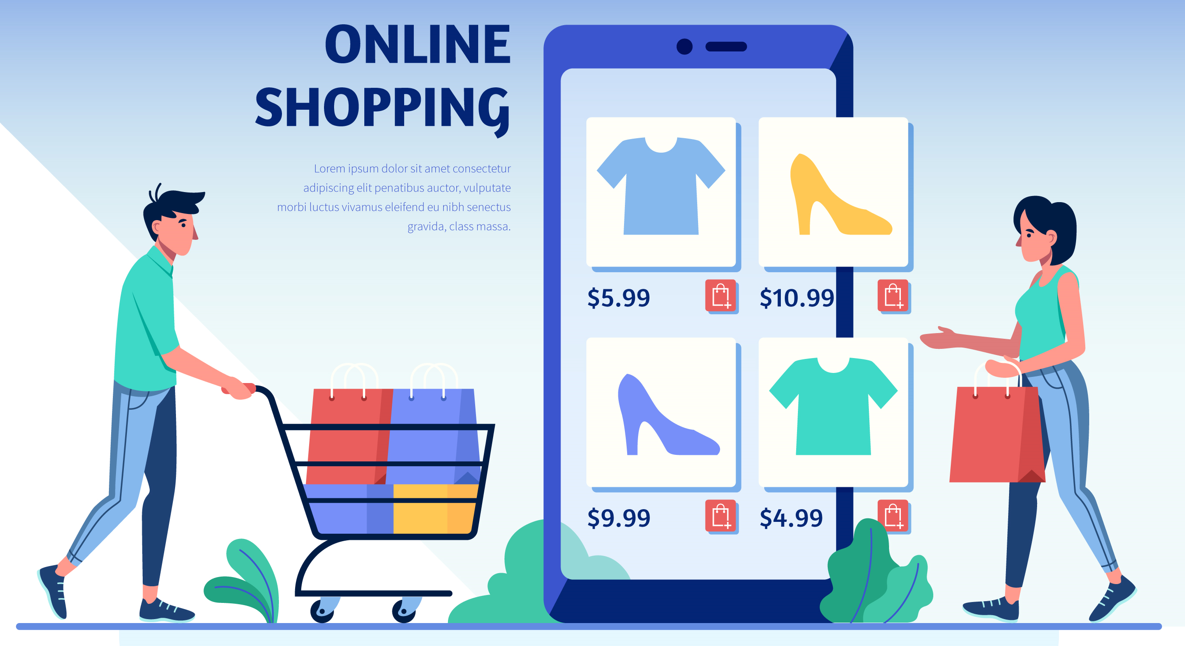 ONLINE
SHOPPING
Lorem ipsum dolor sit amet consectetur
adipiscing elit penatibus auctor, vulputate
morbi luctus vivamus eleifend eu nibh senectus
gravida, class massa.
$5.99
$10.99
$9.99
$4.99